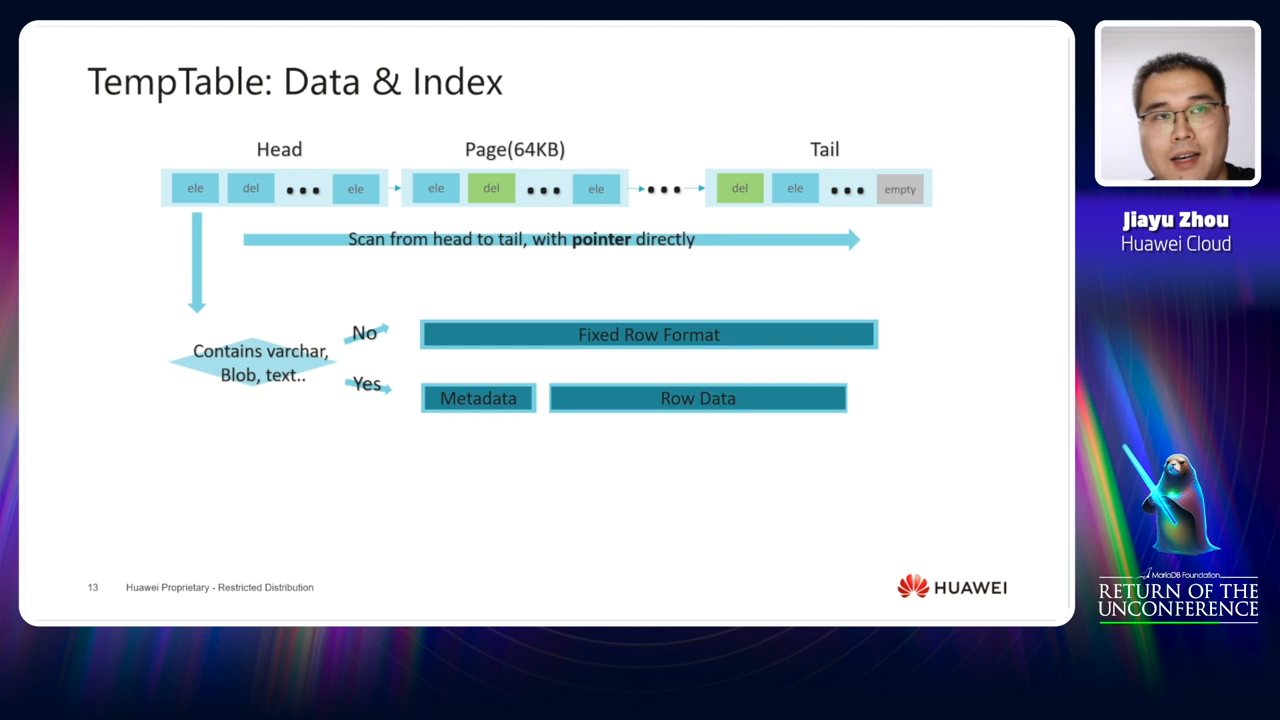 TempTable: Data & Index
Head
Page(64KB)
Tail
ele
del
•••
ele
ele
del
•••
ele
•••
del
ele
•••
empty
Scan from head to tail, with pointer directly
Contains varchar,
Blob, text..
No
Yes
Fixed Row Format
Metadata
Row Data
13
Huawei Proprietary - Restricted Distribution
HUAWEI
Jiayu Zhou
Huawei Cloud
MariaDB Foundation
RETURN OF THE
UNCONFERENCE